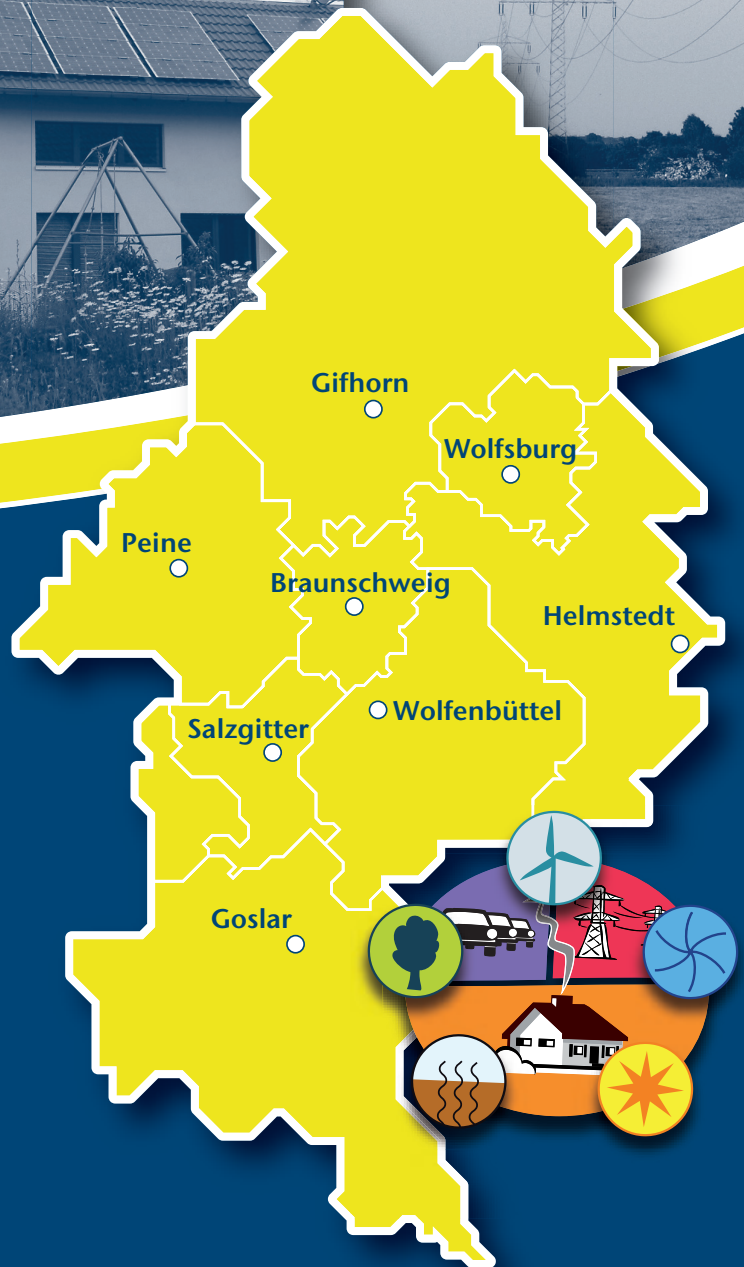 Gifhorn
Wolfsburg
Peine
Braunschweig
Helmstedt
Wolfenbüttel
Salzgitter
Goslar